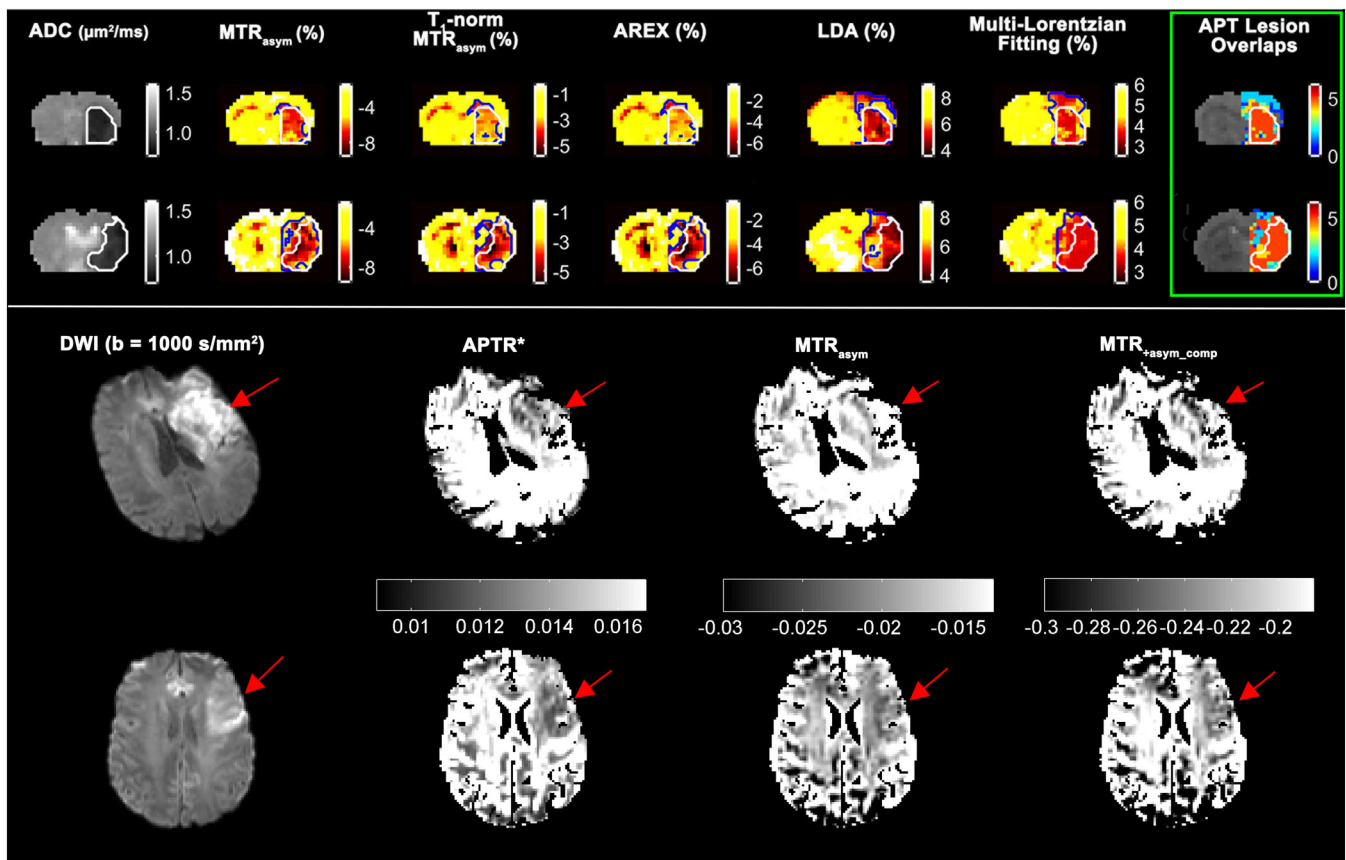 ADC (µm²/ms)
MTRasym (%)
T1-norm
MTRasym (%)
AREX (%)
LDA (%)
Multi-Lorentzian
Fitting (%)
APT Lesion
Overlaps
1.5
1.0
-4
-8
-1
-3
-5
-2
-4
-6
8
6
4
6
5
4
3
5
0
1.5
1.0
-4
-8
-1
-3
-5
-2
-4
-6
8
6
4
6
5
4
3
5
0
DWI (b = 1000 s/mm²)
APTR*
MTRasym
MTR+asym_comp
0.01 0.012 0.014 0.016
-0.03 -0.025 -0.02 -0.015
-0.3 -0.28 -0.26 -0.24 -0.22 -0.2